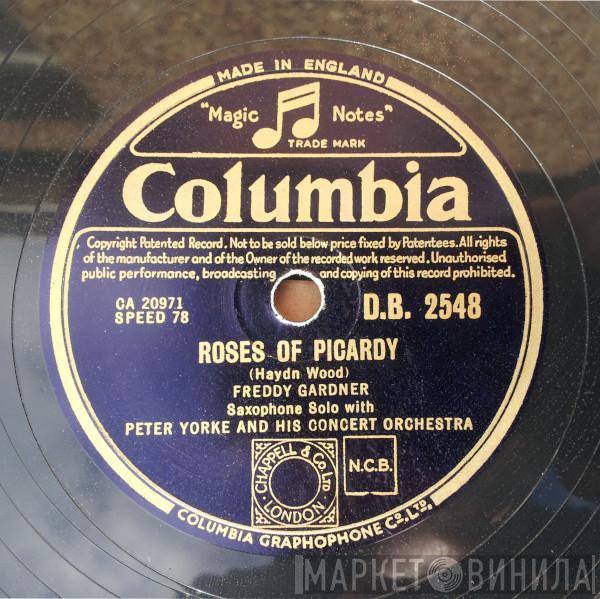 MADE IN ENGLAND
"Magic Notes"
TRADE MARK
Columbia
Copyright Patented Record. Not to be sold below price fixed by Patentees. All rights
of the manufacturer and of the Owner of the recorded work reserved. Unauthorised
public performance, broadcasting and copying of this record prohibited.
CA 20971
SPEED 78
D.B. 2548
ROSES OF PICARDY
(Haydn Wood)
FREDDY GARDNER
Saxophone Solo with
PETER YORKE AND HIS CONCERT ORCHESTRA
CHAPPELL & Co. LTD
LONDON
N.C.B.
COLUMBIA GRAPHOPHONE Co. LTD.
МАРКЕТ ВИНИЛА